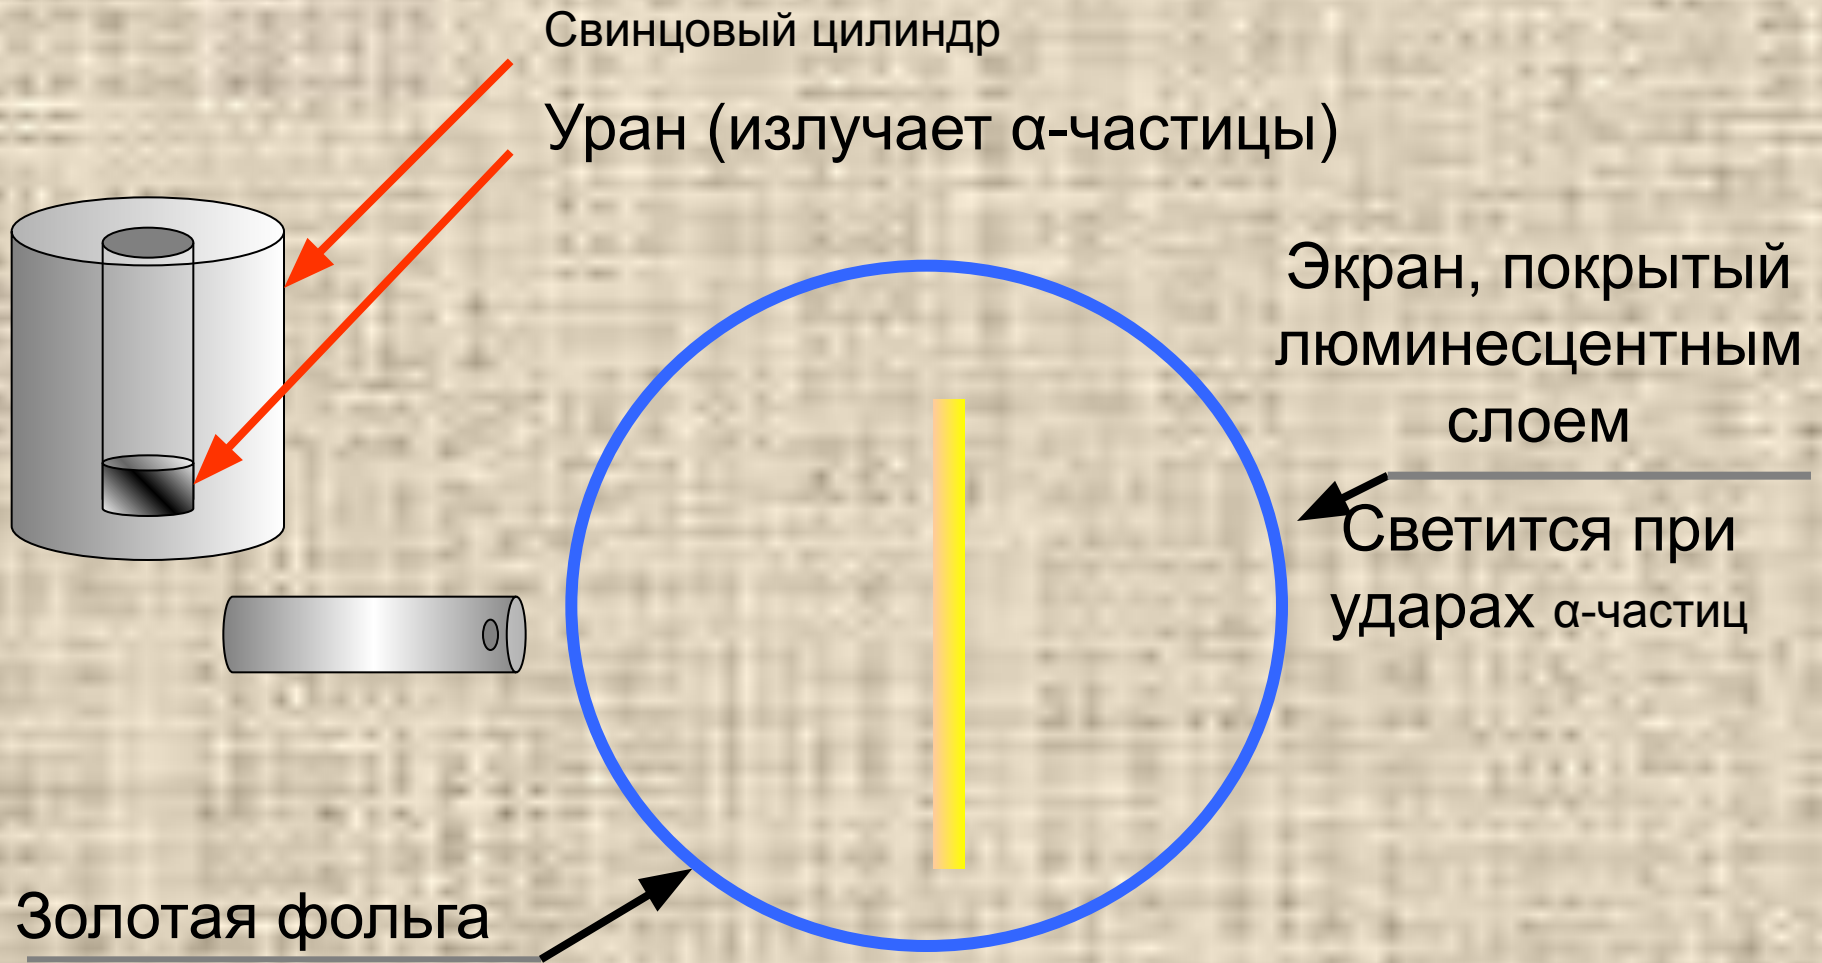 Свинцовый цилиндр
Уран (излучает α-частицы)
Экран, покрытый
люминесцентным
слоем
Светится при
ударах α-частиц
Золотая фольга